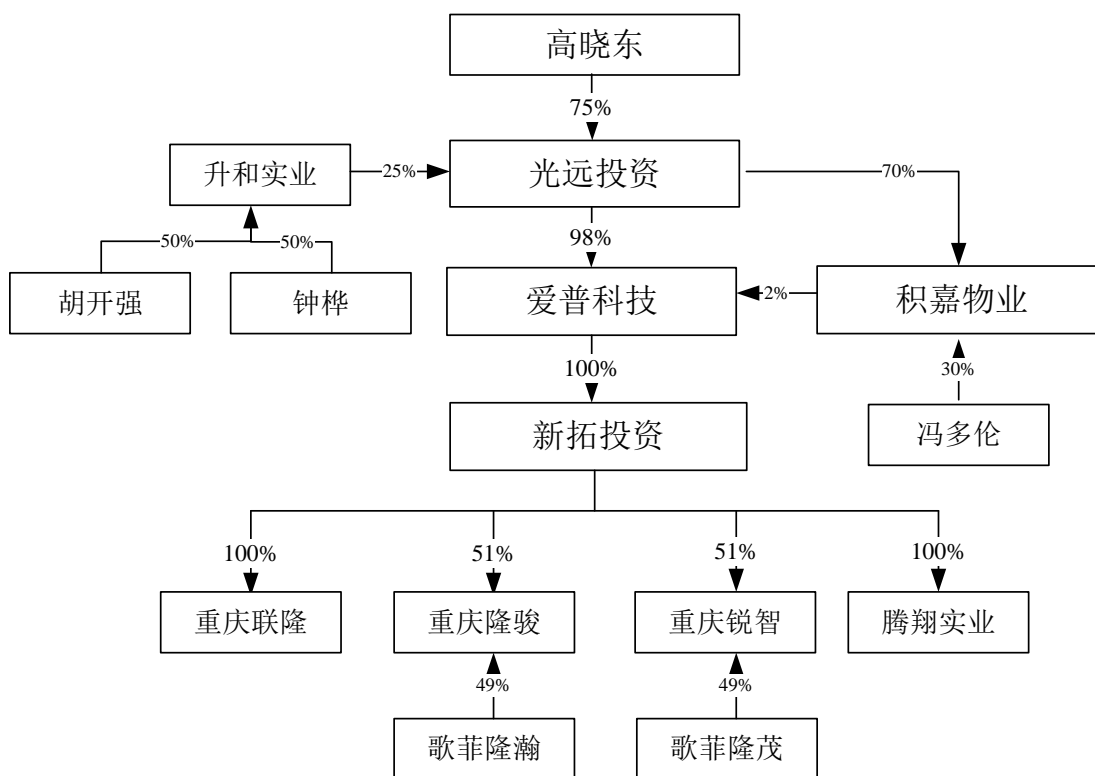 高晓东
75%
升和实业
25%
光远投资
70%
50%
50%
98%
胡开强
钟桦
爱普科技
2%
积嘉物业
100%
30%
新拓投资
冯多伦
100%
51%
51%
100%
重庆联隆
重庆隆骏
重庆锐智
腾翔实业
49%
49%
歌菲隆瀚
歌菲隆茂